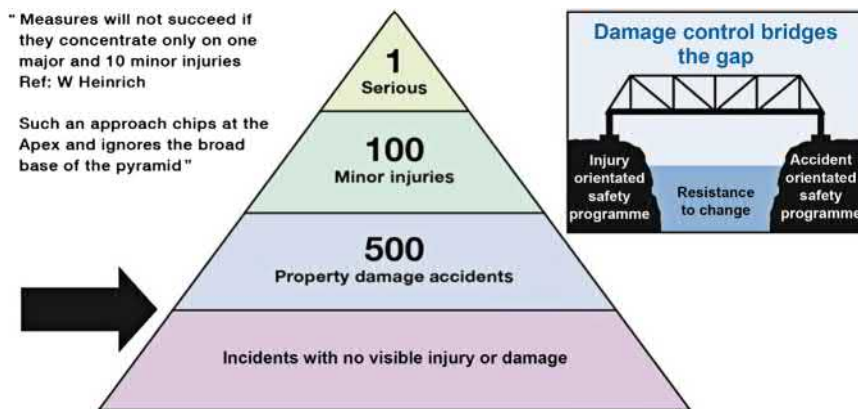 " Measures will not succeed if
they concentrate only on one
major and 10 minor injuries
Ref: W Heinrich
Such an approach chips at the
Apex and ignores the broad
base of the pyramid"
1
Serious
100
Minor injuries
500
Property damage accidents
Incidents with no visible injury or damage
Damage control bridges
the gap
Injury
orientated
safety
programme
Resistance
to change
Accident
orientated
safety
programme